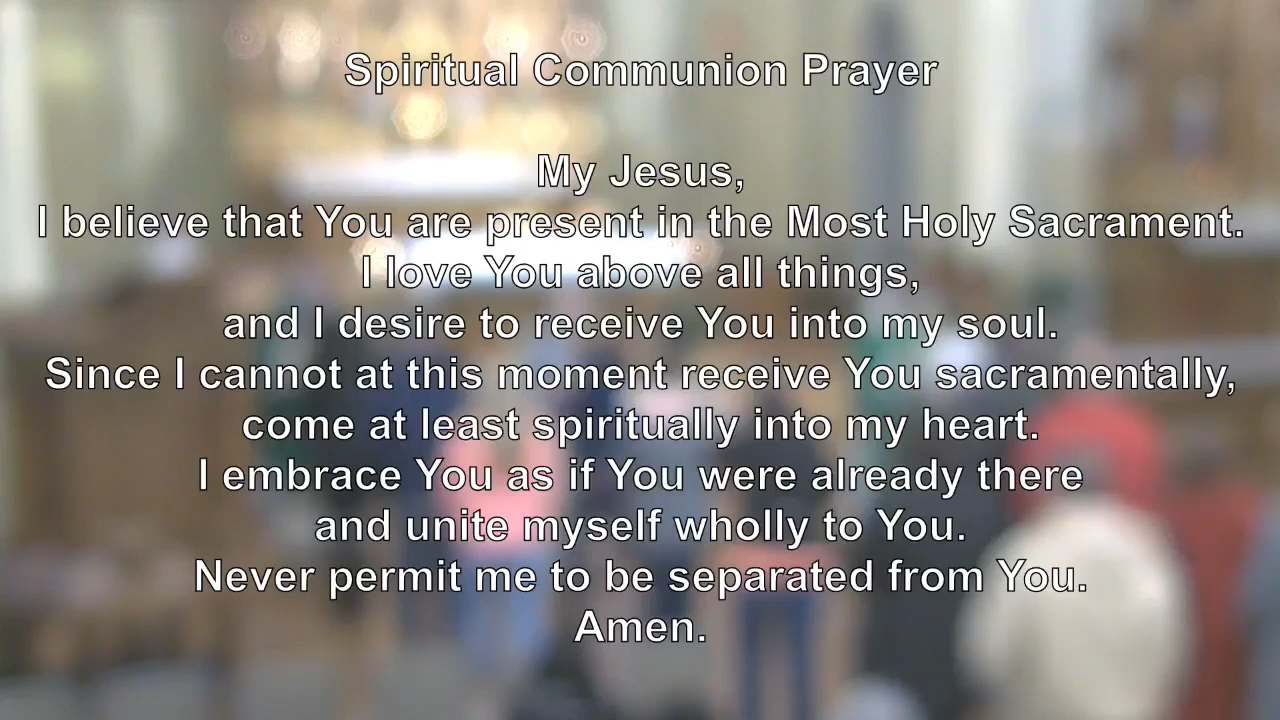 Spiritual Communion Prayer
My Jesus,
I believe that You are present in the Most Holy Sacrament.
I love You above all things,
and I desire to receive You into my soul.
Since I cannot at this moment receive You sacramentally,
come at least spiritually into my heart.
I embrace You as if You were already there
and unite myself wholly to You.
Never permit me to be separated from You.
Amen.